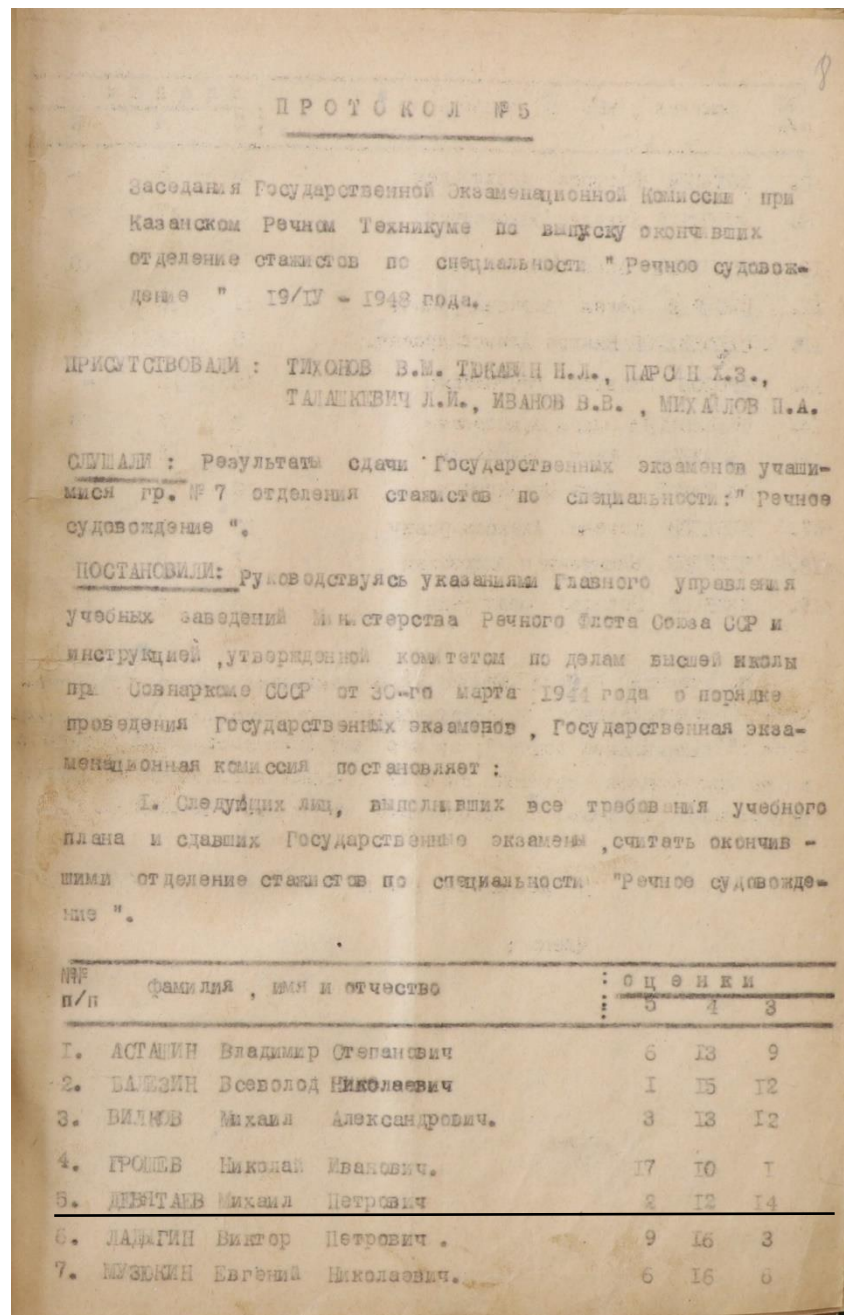 8
ПРОТОКОЛ №5
Заседания Государственной Экзаменационной Комиссии при
Казанском Речном Техникуме по выпуску окончивших
отделение стажистов по специальности " Речное судовож-
дение " 19/IУ - 1948 года.
ПРИСУТСТВОВАЛИ : ТИХОНОВ В.М. ТЮКАВИН Н.Л., ПАРСИН Х.З.,
ТАЛАШКЕВИЧ Л.И., ИВАНОВ В.В. , МИХАЙЛОВ П.А.
СЛУШАЛИ : Результаты сдачи Государственных экзаменов учащи-
мися гр.№ 7 отделения стажистов по специальности:" Речное
судовождение ".
ПОСТАНОВИЛИ: Руководствуясь указаниями Главного управления
учебных заведений Министерства Речного Флота Союза ССР и
инструкцией ,утвержденной комитетом по делам высшей школы
при Совнаркоме СССР от 30-го марта года о порядке
проведения Государственных экзаменов , Государственная экза-
менационная комиссия постановляет :
I. Следующих лиц, выполнивших все требования учебного
плана и сдавших Государственные экзамены ,считать окончив -
шими отделение стажистов по специальности "Речное судовожде-
ние ".
№№ п/п фамилия , имя и отчество : оценки
5 4 3
I. АСТАШИН Владимир Степанович 6 I3 9
2. БАЛЕЗИН Всеволод Николаевич I I5 I2
3. ВИЛКОВ Михаил Александрович. 3 I3 I2
4. ГРОШЕВ Николай Иванович. I7 I0 I
5. ДЕВЯТАЕВ Михаил Петрович 2 I2 I4
6. ЛАДЫГИН Виктор Петрович . 9 I6 3
7. МУЗЮКИН Евгений Николаевич. 6 I6 6